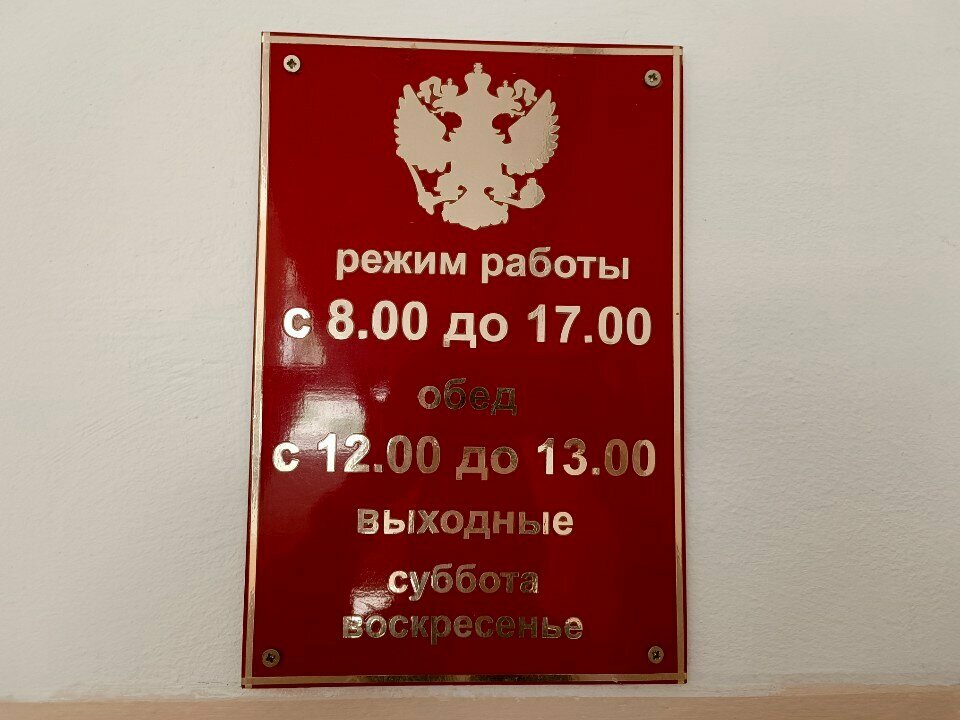 режим работы
с 8.00 до 17.00
обед
с 12.00 до 13.00
выходные
суббота
воскресенье